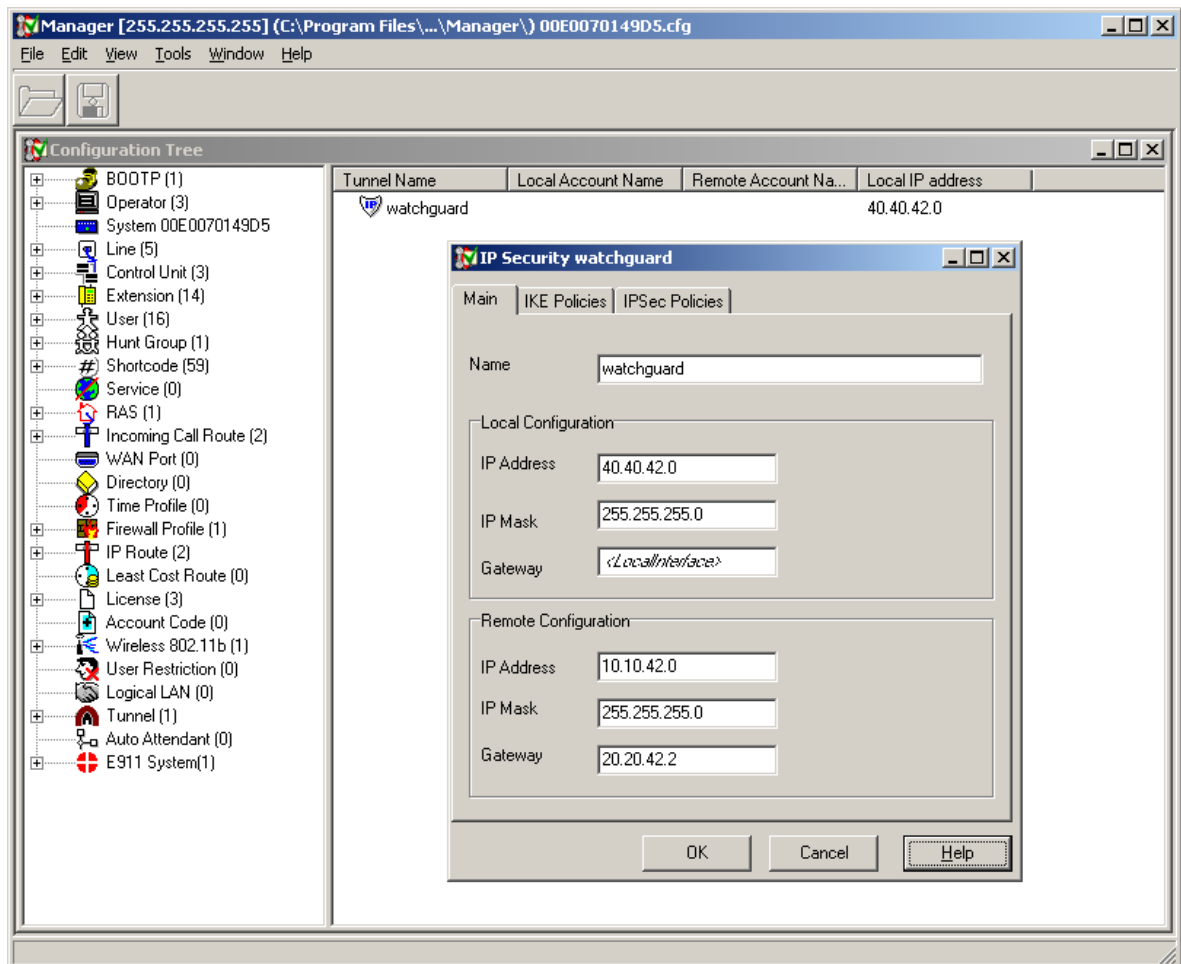 Manager [255.255.255.255] (C:\Program Files\...\Manager\) 00E0070149D5.cfg
File Edit View Tools Window Help
Configuration Tree
BOOTP (1)
Operator (3)
System 00E0070149D5
Line (5)
Control Unit (3)
Extension (14)
User (16)
Hunt Group (1)
Shortcode (59)
Service (0)
RAS (1)
Incoming Call Route (2)
WAN Port (0)
Directory (0)
Time Profile (0)
Firewall Profile (1)
IP Route (2)
Least Cost Route (0)
License (3)
Account Code (0)
Wireless 802.11b (1)
User Restriction (0)
Logical LAN (0)
Tunnel (1)
Auto Attendant (0)
E911 System(1)
Tunnel Name Local Account Name Remote Account Na... Local IP address
IP watchguard 40.40.42.0
IP Security watchguard
Main IKE Policies IPSec Policies
Name watchguard
Local Configuration
IP Address 40.40.42.0
IP Mask 255.255.255.0
Gateway <LocalInterface>
Remote Configuration
IP Address 10.10.42.0
IP Mask 255.255.255.0
Gateway 20.20.42.2
OK Cancel Help